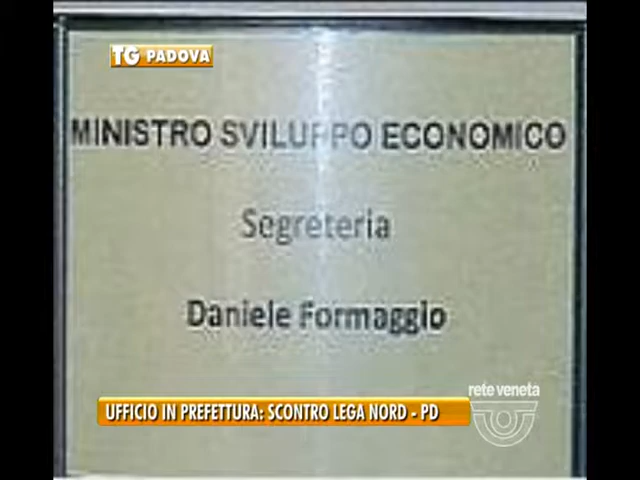 TG PADOVA
MINISTRO SVILUPPO ECONOMICO
Segreteria
Daniele Formaggio
rete veneta
UFFICIO IN PREFETTURA: SCONTRO LEGA NORD - PD